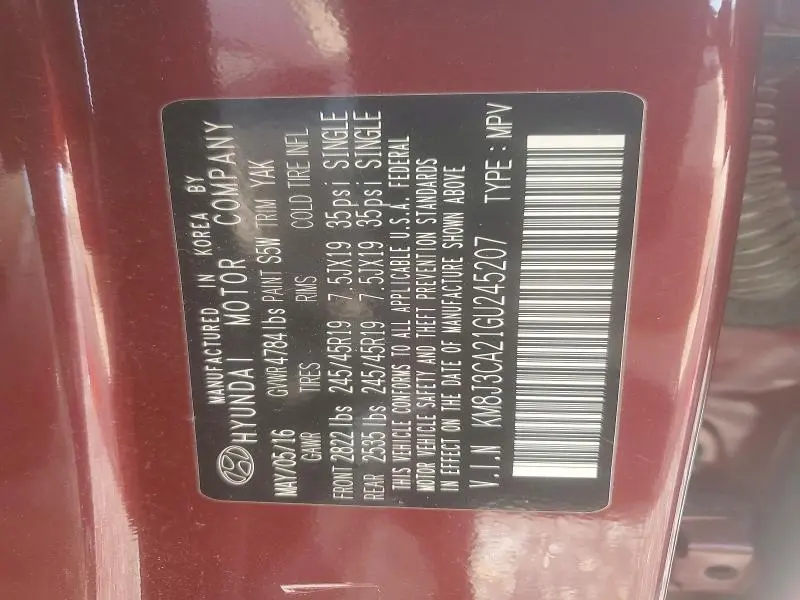 MANUFACTURED IN KOREA BY
HYUNDAI MOTOR COMPANY
MAY/05/16 GVWR 4784 lbs PAINT S5W TRIM YAK
GAWR TIRES RIMS COLD TIRE INFL
FRONT 2822 lbs 245/45R19 7.5JX19 35psi SINGLE
REAR 2535 lbs 245/45R19 7.5JX19 35psi SINGLE
THIS VEHICLE CONFORMS TO ALL APPLICABLE U.S.A. FEDERAL
MOTOR VEHICLE SAFETY AND THEFT PREVENTION STANDARDS
IN EFFECT ON THE DATE OF MANUFACTURE SHOWN ABOVE
V.I.N KM8J3CA21GU245207 TYPE : MPV